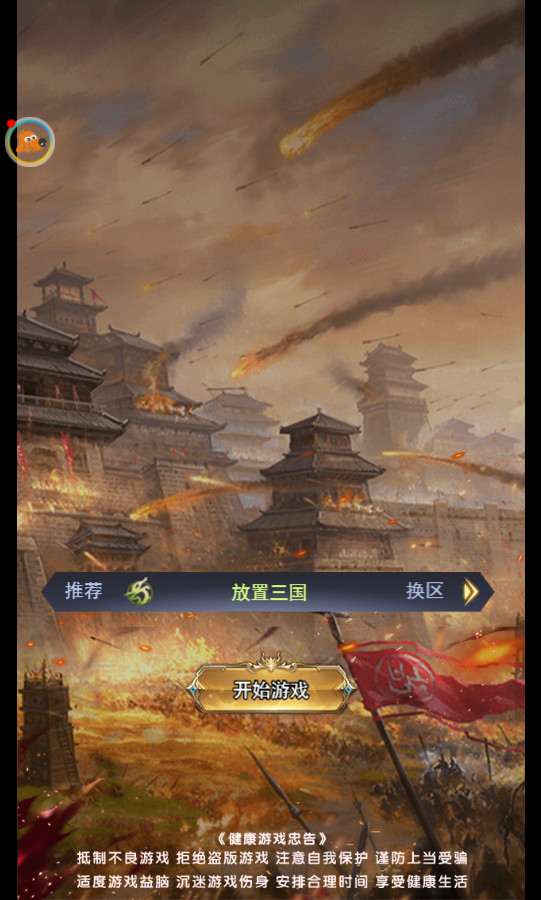 推荐 放置三国 换区
开始游戏
《健康游戏忠告》
抵制不良游戏 拒绝盗版游戏 注意自我保护 谨防上当受骗
适度游戏益脑 沉迷游戏伤身 安排合理时间 享受健康生活